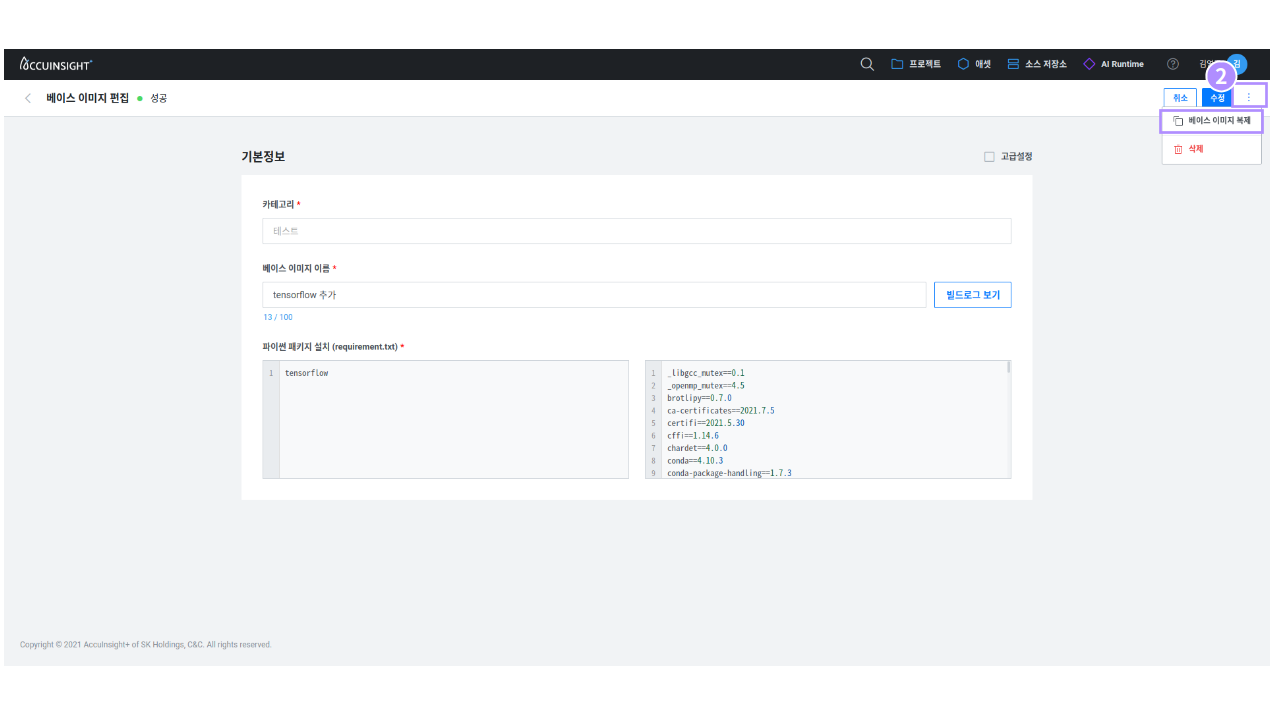 ACCUINSIGHT+
프로젝트
애셋
소스 저장소
AI Runtime
?
김
2
베이스 이미지 편집
성공
취소
수정
베이스 이미지 복제
삭제
기본정보
고급설정
카테고리 *
테스트
베이스 이미지 이름 *
tensorflow 추가
빌드로그 보기
13 / 100
파이썬 패키지 설치 (requirement.txt) *
1 tensorflow
1 _libgcc_mutex==0.1
2 _openmp_mutex==4.5
3 brotlipy==0.7.0
4 ca-certificates==2021.7.5
5 certifi==2021.5.30
6 cffi==1.14.6
7 chardet==4.0.0
8 conda==4.10.3
9 conda-package-handling==1.7.3
Copyright © 2021 AccuInsight+ of SK Holdings, C&C. All rights reserved.